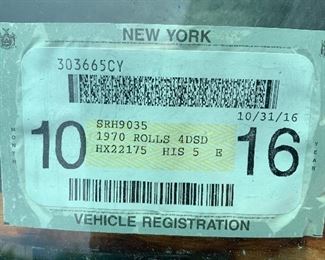 NEW YORK
303665CY
10/31/16
SRH9035
1970 ROLLS 4DSD
HX22175 HIS 5 E
MONTH
10
16
YEAR
VEHICLE REGISTRATION